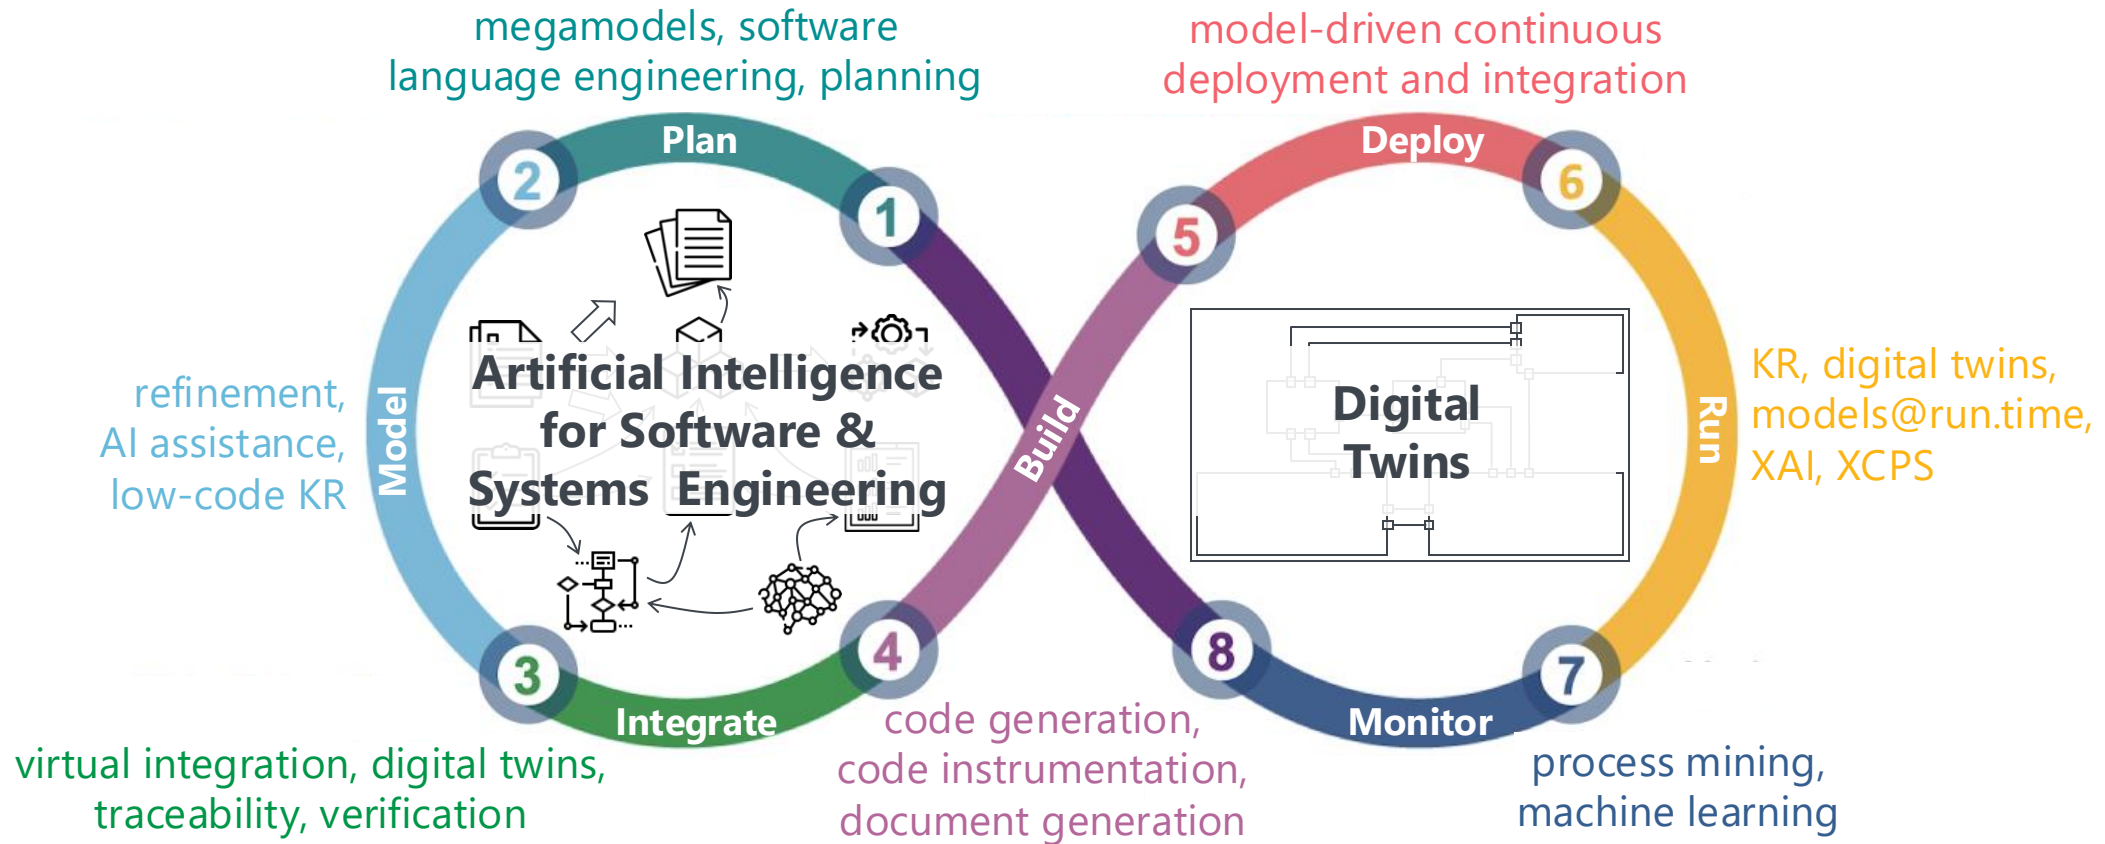 megamodels, software
language engineering, planning
model-driven continuous
deployment and integration
Plan
Deploy
2
1
5
6
Artificial Intelligence
for Software &
Systems Engineering
Digital
Twins
refinement,
AI assistance,
low-code KR
Model
Build
Run
KR, digital twins,
models@run.time,
XAI, XCPS
3
4
8
7
Integrate
Monitor
virtual integration, digital twins,
traceability, verification
code generation,
code instrumentation,
document generation
process mining,
machine learning